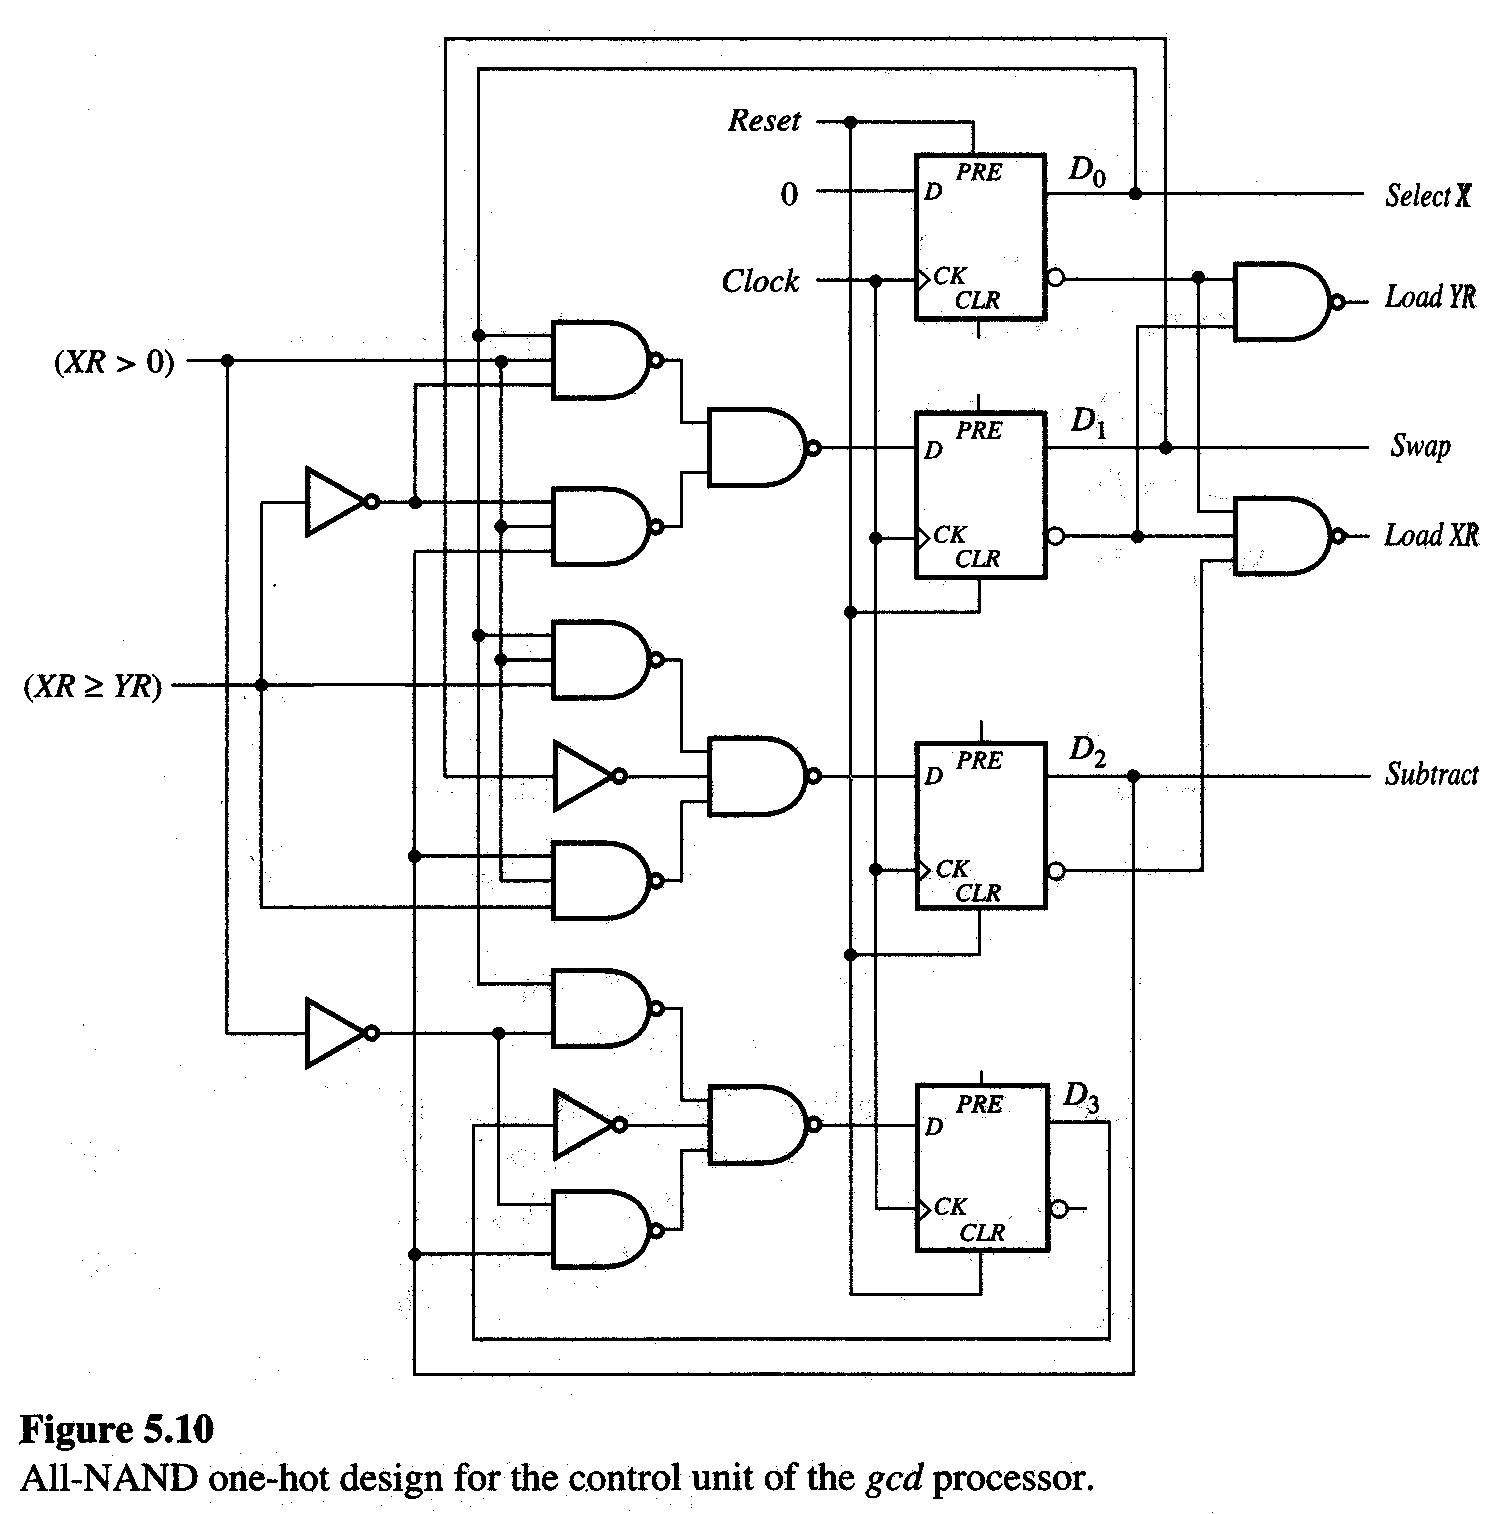 Reset
PRE
D0
0
D
Select X
Clock
CK
CLR
Load YR
(XR > 0)
PRE
D1
D
Swap
CK
CLR
Load XR
(XR ≥ YR)
PRE
D2
D
Subtract
CK
CLR
PRE
D3
D
CK
CLR
Figure 5.10
All-NAND one-hot design for the control unit of the gcd processor.